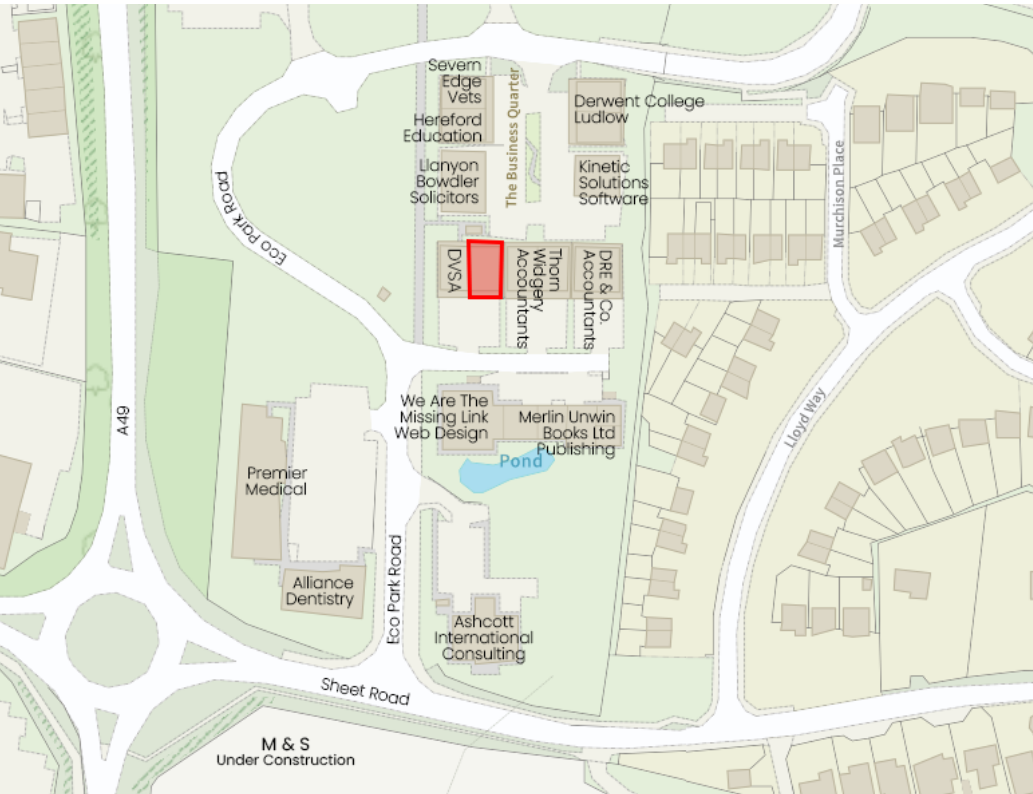 Severn
Edge
Vets
Hereford
Education
The Business Quarter
Derwent College
Ludlow
Llanyon
Bowdler
Solicitors
Kinetic
Solutions
Software
Murchison Place
Eco Park Road
DVSA
Thorn
Widgery
Accountants
DRE & Co.
Accountants
A49
We Are The
Missing Link
Web Design
Merlin Unwin
Books Ltd
Publishing
Pond
Lloyd Way
Premier
Medical
Eco Park Road
Alliance
Dentistry
Ashcott
International
Consulting
Sheet Road
M & S
Under Construction